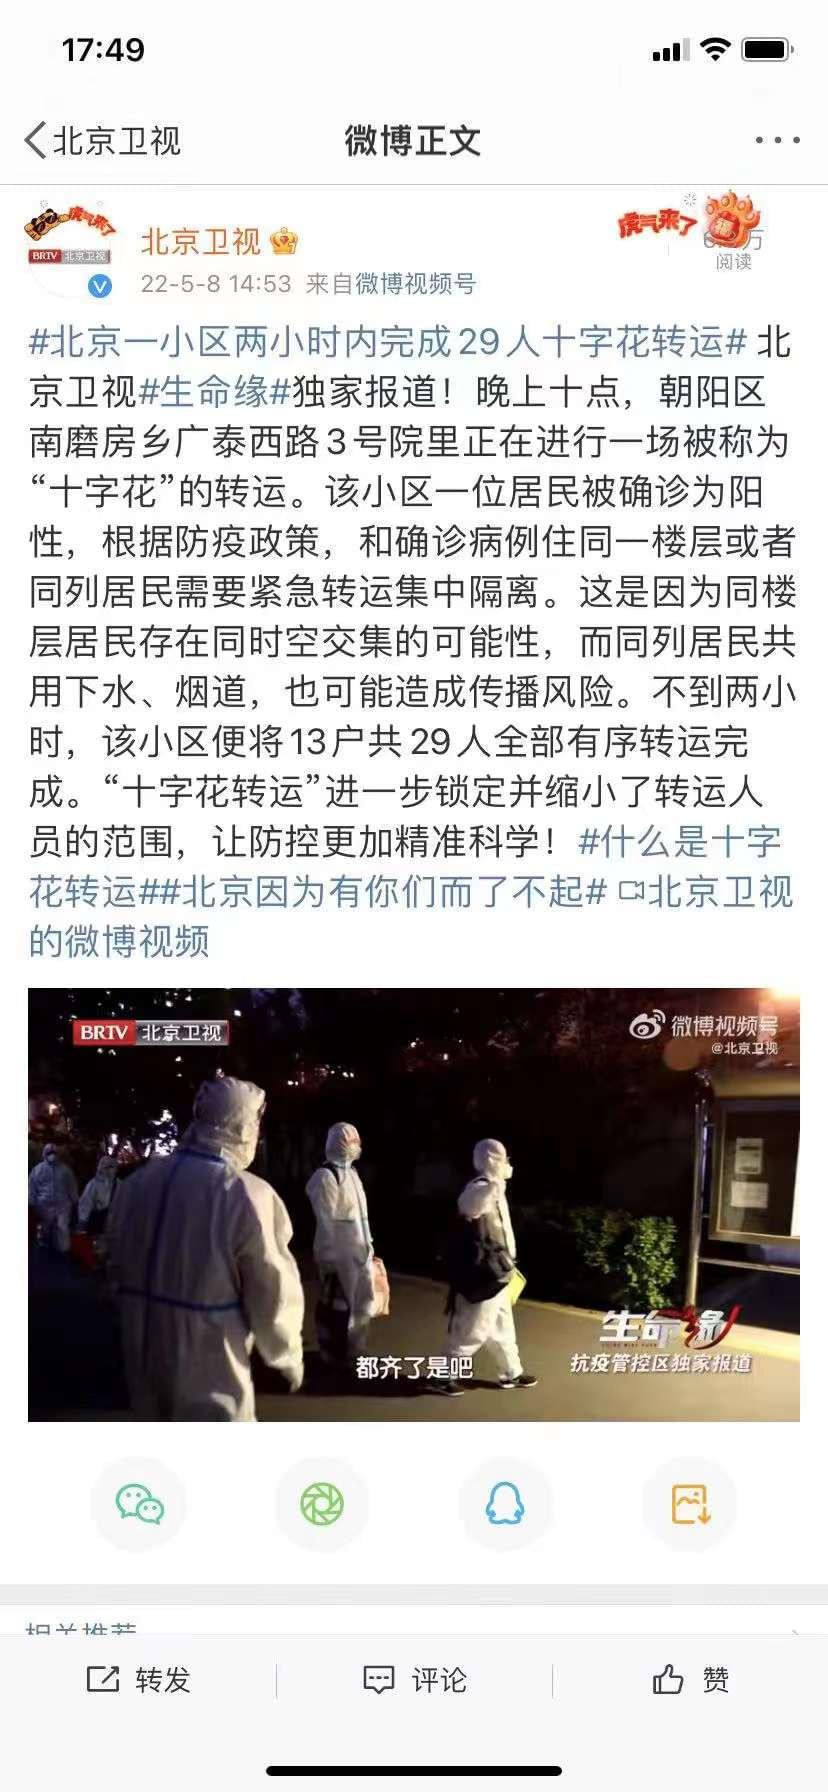 17:49
北京卫视
微博正文
虎气来了
虎气来了
福
BRTV 北京卫视
北京卫视
万
阅读
22-5-8 14:53 来自微博视频号
#北京一小区两小时内完成29人十字花转运# 北
京卫视#生命缘#独家报道！晚上十点，朝阳区
南磨房乡广泰西路3号院里正在进行一场被称为
“十字花”的转运。该小区一位居民被确诊为阳
性，根据防疫政策，和确诊病例住同一楼层或者
同列居民需要紧急转运集中隔离。这是因为同楼
层居民存在同时空交集的可能性，而同列居民共
用下水、烟道，也可能造成传播风险。不到两小
时，该小区便将13户共29人全部有序转运完
成。“十字花转运”进一步锁定并缩小了转运人
员的范围，让防控更加精准科学！#什么是十字
花转运##北京因为有你们而了不起# 北京卫视
的微博视频
BRTV 北京卫视
微博视频号
@北京卫视
生命缘
抗疫管控区独家报道
都齐了是吧
相关推荐
转发
评论
赞